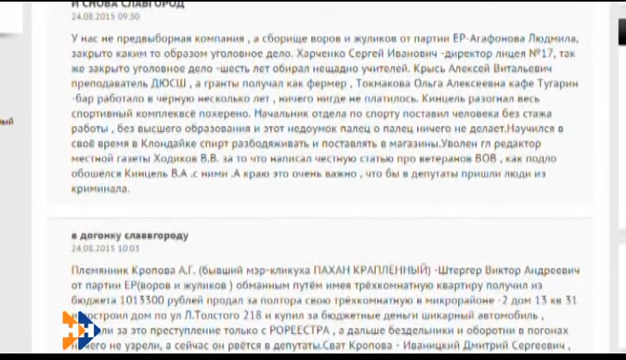 И СНОВА СЛАВГОРОД
24.08.2015 09:30
У нас не предвыборная компания , а сборище воров и жуликов от партии ЕР-Агафонова Людмила,
закрыто каким то образом уголовное дело. Харченко Сергей Иванович -директор лицея №17, так
же закрыто уголовное дело -шесть лет обирал нещадно учителей. Крысь Алексей Витальевич
преподаватель ДЮСШ , а гранты получал как фермер , Токмакова Ольга Алексеевна кафе Тугарин
-бар работало в чёрную несколько лет , ничего нигде не платилось. Кинцель разогнал весь
спортивный комплексвсё похерено. Начальник отдела по спорту поставил человека без стажа
работы , без высшего образования и этот недоумок палец о палец ничего не делает.Научился в
своё время в Клондайке спирт разбодяживать и поставлять в магазины.Уволен гл редактор
местной газеты Ходиков В.В. за то что написал честную статью про ветеранов ВОВ , как подло
обошёлся Кинцель В.А .с ними .А краю это очень важно , что бы в депутаты пришли люди из
криминала.
в догонку славвгороду
24.08.2015 10:03
Племянник Кропова А.Г. (бывший мэр-кликуха ПАХАН КРАПЛЕННЫЙ) -Штергер Виктор Андреевич
от партии ЕР(воров и жуликов ) обманным путём имея трёхкомнатную квартиру получил из
бюджета 1013300 рублей продал за полтора свою трёхкомнатную в микрорайоне -2 дом 13 кв 31
и построил дом по ул Л.Толстого 218 и купил за бюджетные деньги шикарный автомобиль ,
ли за это преступление только с РОРЕЕСТРА , а дальше бездельники и оборотни в погонах
ничего не узрели, а сейчас он рвётся в депутаты.Сват Кропова - Иваницкий Дмитрий Сергеевич ,